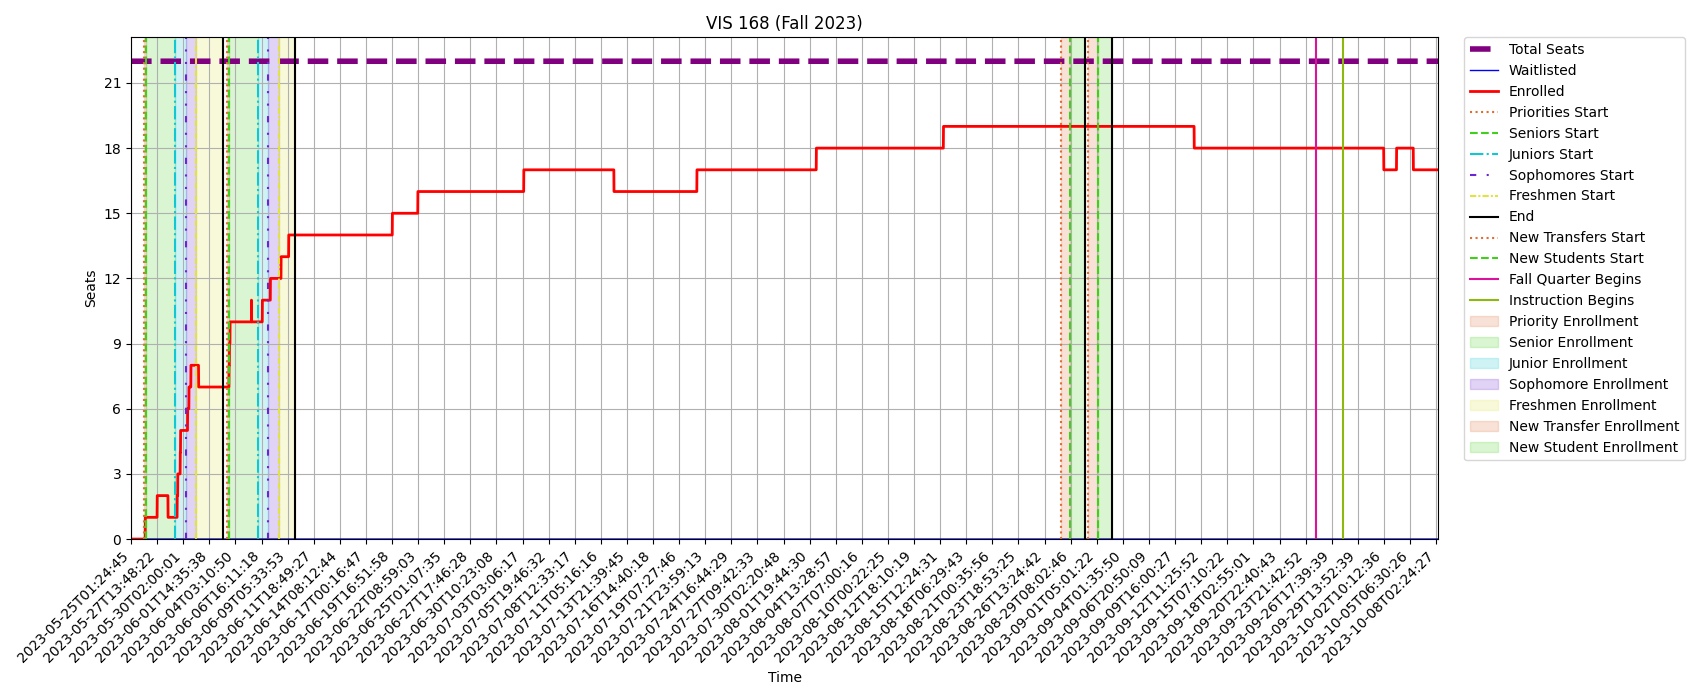 VIS 168 (Fall 2023)
Seats
21
18
15
12
9
6
3
0
2023-05-25T01:24:45
2023-05-27T13:48:22
2023-05-30T02:00:01
2023-06-01T14:35:38
2023-06-04T03:10:50
2023-06-06T16:11:18
2023-06-09T05:33:53
2023-06-11T18:49:27
2023-06-14T08:12:44
2023-06-17T00:16:47
2023-06-19T16:51:58
2023-06-22T08:59:03
2023-06-25T01:07:35
2023-06-27T17:46:28
2023-06-30T10:23:08
2023-07-03T03:06:17
2023-07-05T19:46:32
2023-07-08T12:33:17
2023-07-11T05:16:16
2023-07-13T21:39:45
2023-07-16T14:40:18
2023-07-19T07:27:46
2023-07-21T23:59:13
2023-07-24T16:44:29
2023-07-27T09:42:33
2023-07-30T02:20:48
2023-08-01T19:44:30
2023-08-04T13:28:57
2023-08-07T07:00:16
2023-08-10T00:22:25
2023-08-12T18:10:19
2023-08-15T12:24:31
2023-08-18T06:29:43
2023-08-21T00:35:56
2023-08-23T18:53:25
2023-08-26T13:24:42
2023-08-29T08:02:46
2023-09-01T05:01:22
2023-09-04T01:35:50
2023-09-06T20:50:09
2023-09-09T16:00:27
2023-09-12T11:25:52
2023-09-15T07:10:22
2023-09-18T02:55:01
2023-09-20T22:40:43
2023-09-23T21:42:52
2023-09-26T17:39:39
2023-09-29T13:52:39
2023-10-02T10:12:36
2023-10-05T06:30:26
2023-10-08T02:24:27
Time
Total Seats
Waitlisted
Enrolled
Priorities Start
Seniors Start
Juniors Start
Sophomores Start
Freshmen Start
End
New Transfers Start
New Students Start
Fall Quarter Begins
Instruction Begins
Priority Enrollment
Senior Enrollment
Junior Enrollment
Sophomore Enrollment
Freshmen Enrollment
New Transfer Enrollment
New Student Enrollment